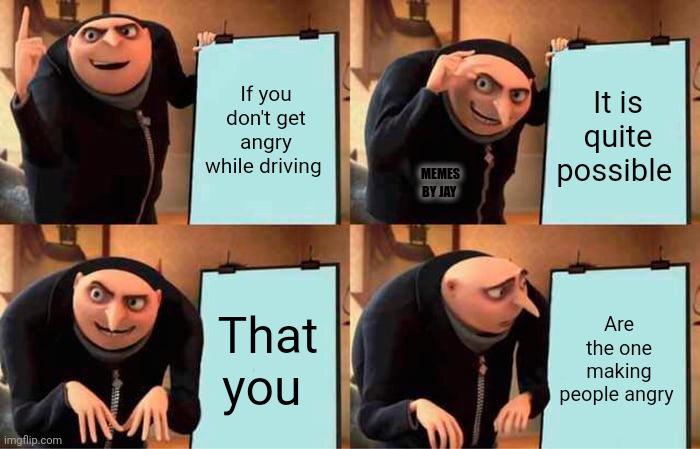 If you
don't get
angry
while driving
It is
quite
possible
MEMES
BY JAY
That
you
Are
the one
making
people angry
imgflip.com